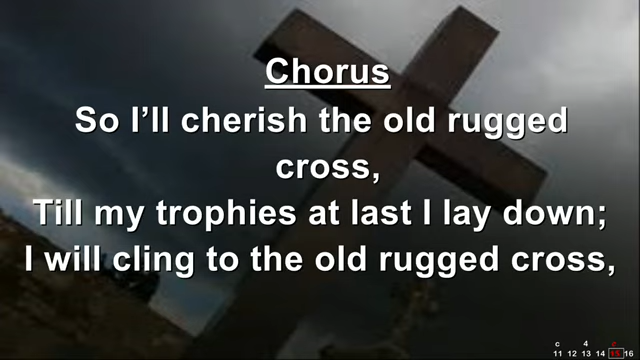 Chorus
So I’ll cherish the old rugged
cross,
Till my trophies at last I lay down;
I will cling to the old rugged cross,
c 4 c
11 12 13 14 15 16